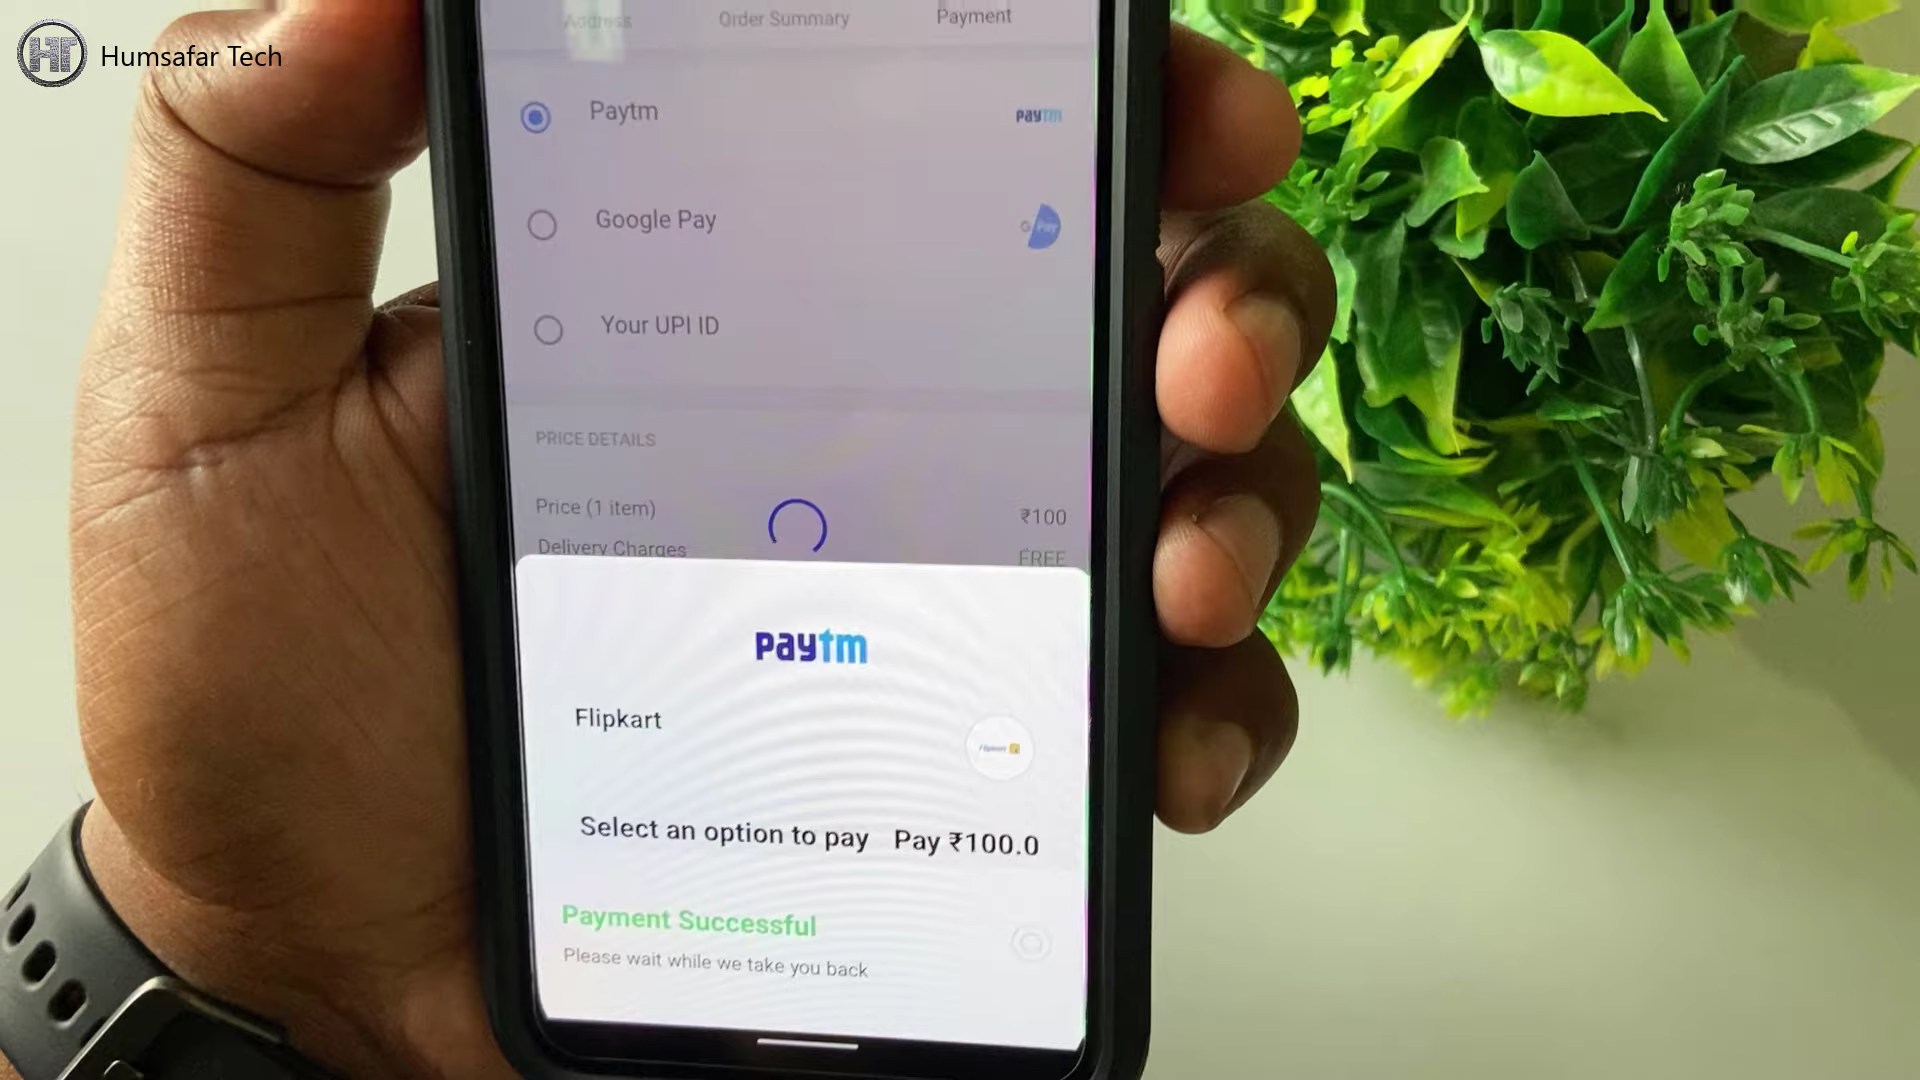 Humsafar Tech
Address Order Summary Payment
Paytm paytm
Google Pay G Pay
Your UPI ID
PRICE DETAILS
Price (1 item) ₹100
Delivery Charges FREE
paytm
Flipkart
Flipkart
Select an option to pay Pay ₹100.0
Payment Successful
Please wait while we take you back